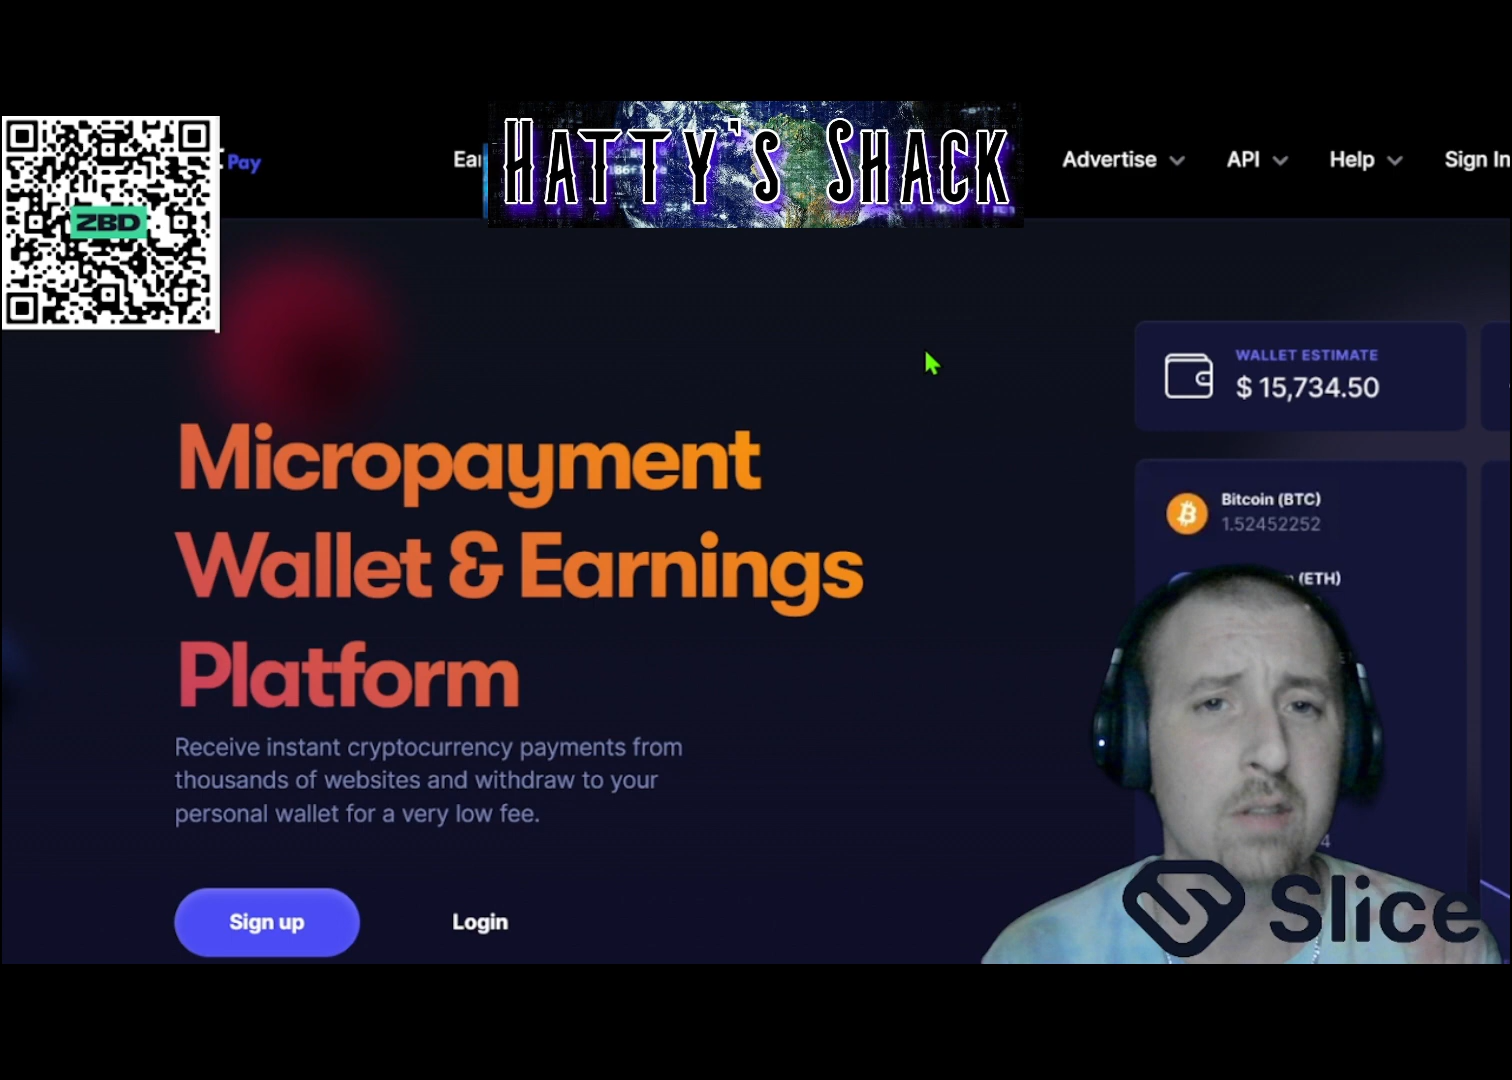 ZBD
Pay
Ear
HATTY'S SHACK
Advertise
API
Help
Sign In
Micropayment
Wallet & Earnings
Platform
Receive instant cryptocurrency payments from
thousands of websites and withdraw to your
personal wallet for a very low fee.
Sign up
Login
WALLET ESTIMATE
$ 15,734.50
Bitcoin (BTC)
1.52452252
(ETH)
4
Slice